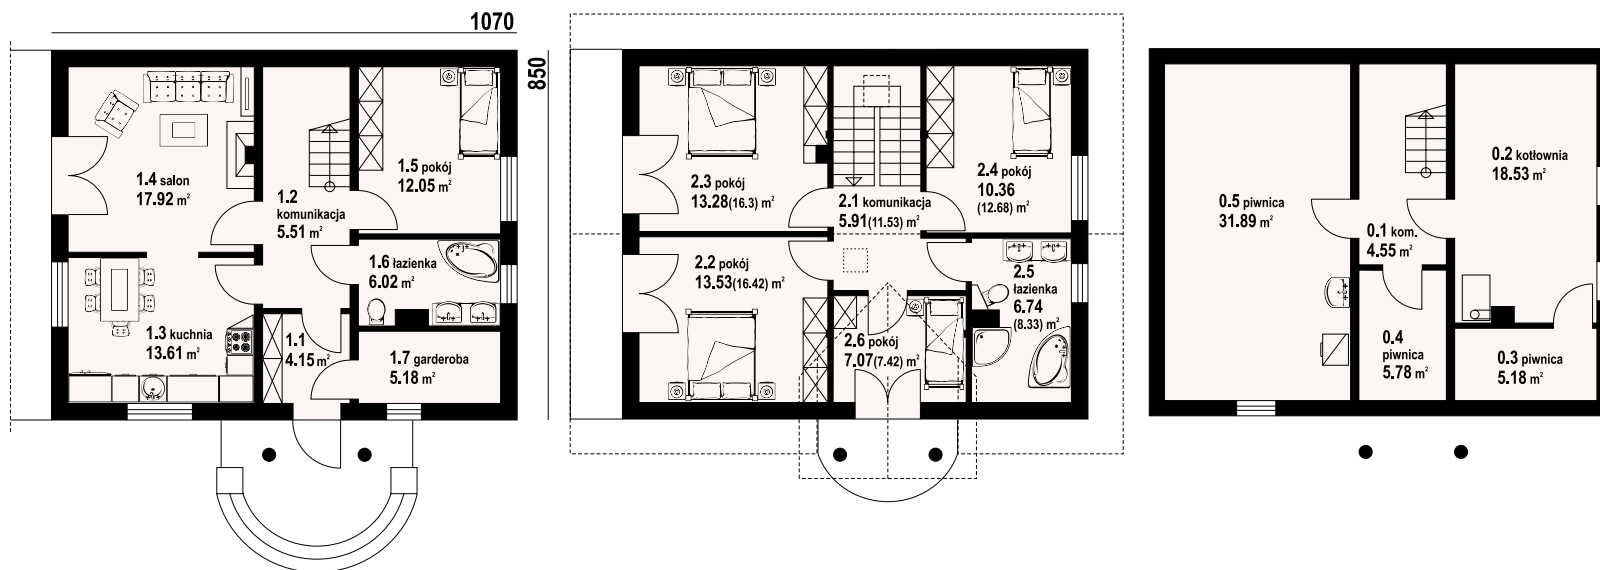 1070
850
1.4 salon
17.92 m²
1.2
komunikacja
5.51 m²
1.5 pokój
12.05 m²
1.6 łazienka
6.02 m²
1.3 kuchnia
13.61 m²
1.1
4.15 m²
1.7 garderoba
5.18 m²
2.3 pokój
13.28(16.3) m²
2.1 komunikacja
5.91(11.53) m²
2.4 pokój
10.36
(12.68) m²
2.2 pokój
13.53(16.42) m²
2.5
łazienka
6.74
(8.33) m²
2.6 pokój
7.07(7.42) m²
0.5 piwnica
31.89 m²
0.1 kom.
4.55 m²
0.2 kotłownia
18.53 m²
0.4
piwnica
5.78 m²
0.3 piwnica
5.18 m²